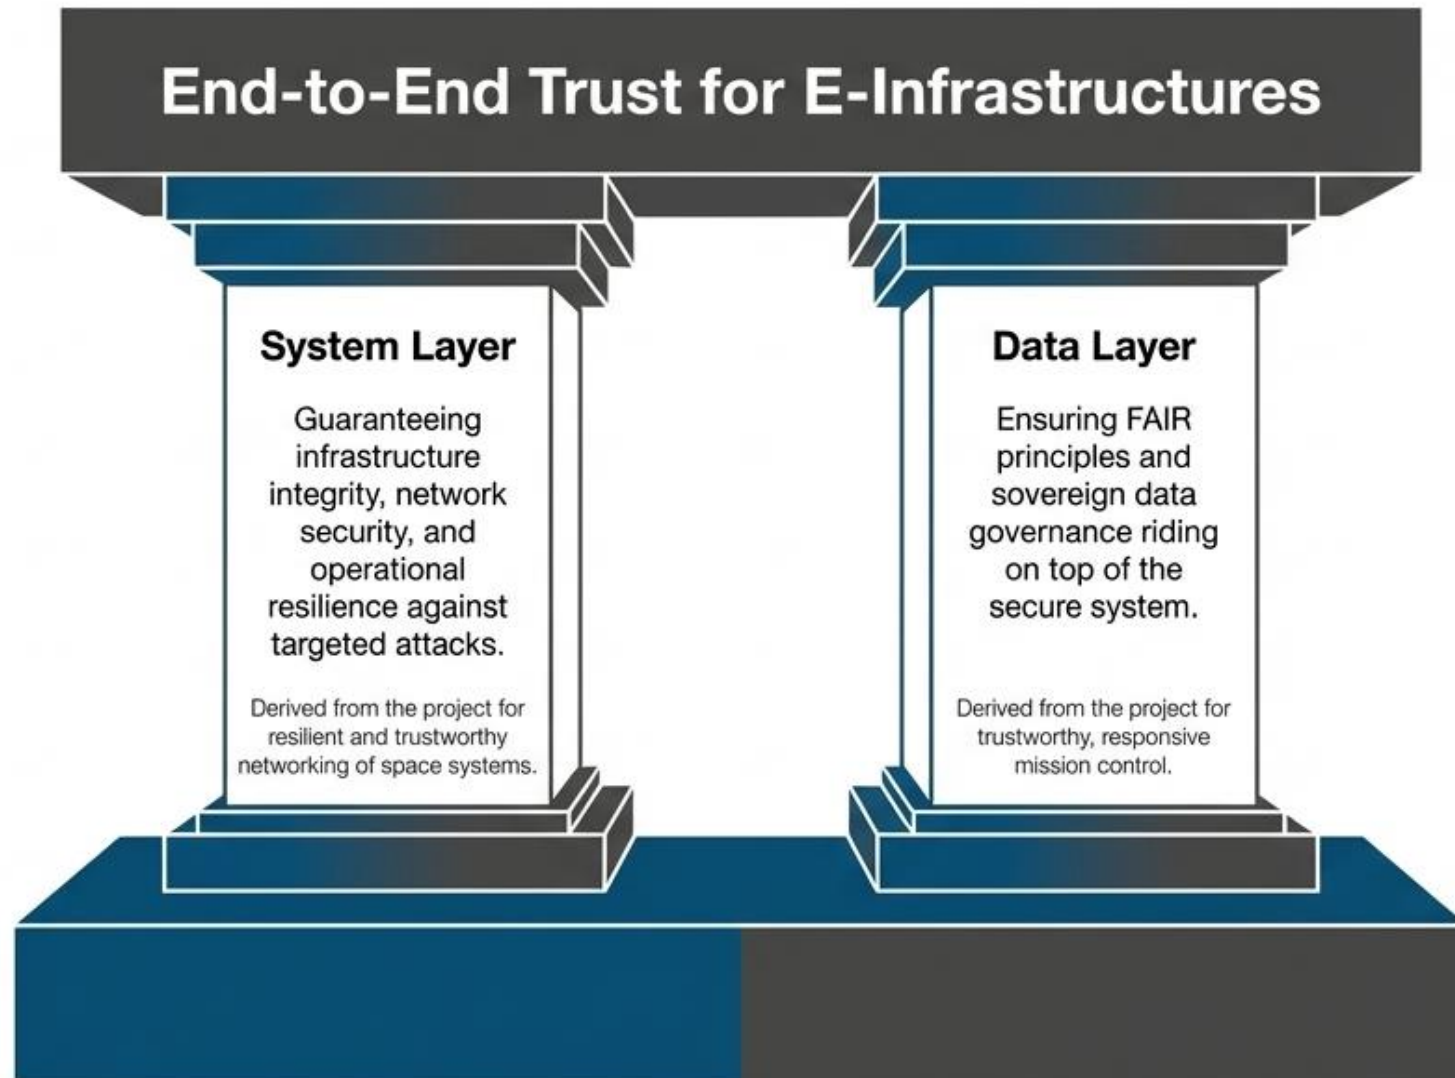 End-to-End Trust for E-Infrastructures
System Layer
Guaranteeing
infrastructure
integrity, network
security, and
operational
resilience against
targeted attacks.
Derived from the project for
resilient and trustworthy
networking of space systems.
Data Layer
Ensuring FAIR
principles and
sovereign data
governance riding
on top of the
secure system.
Derived from the project for
trustworthy, responsive
mission control.